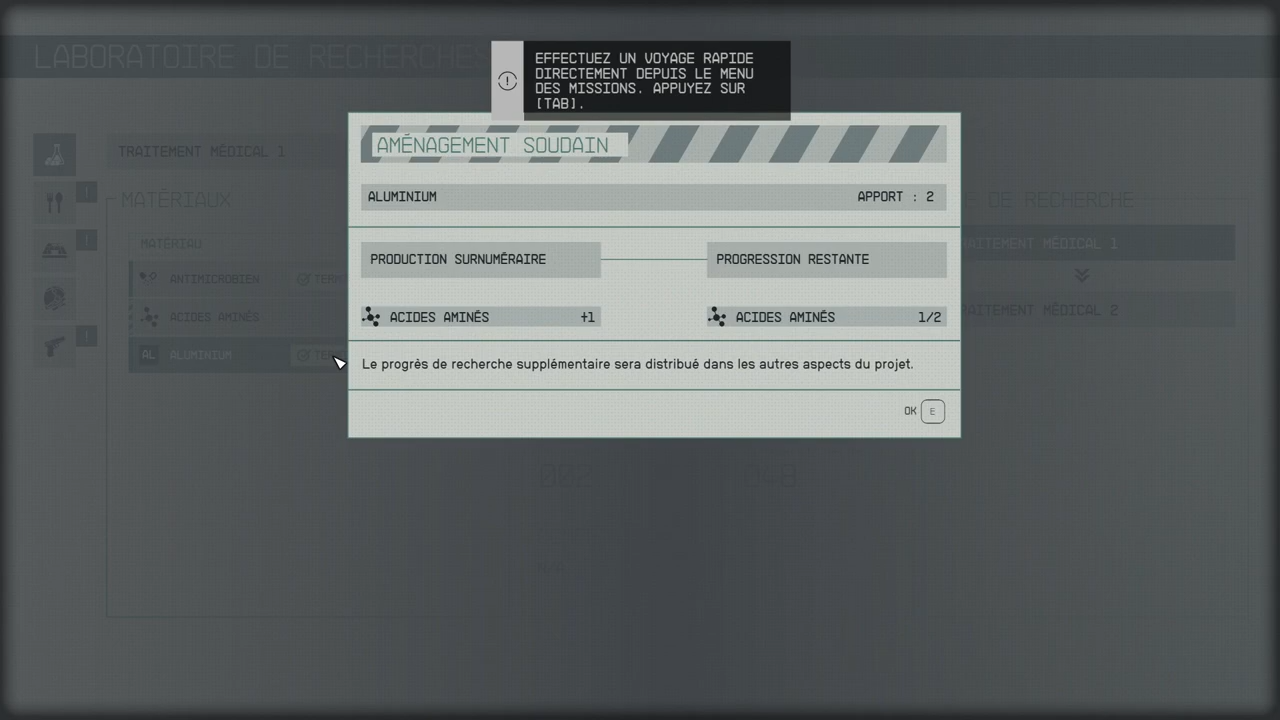 LABORATOIRE DE RECHERCHES
EFFECTUEZ UN VOYAGE RAPIDE
DIRECTEMENT DEPUIS LE MENU
DES MISSIONS. APPUYEZ SUR
[TAB].
AMÉNAGEMENT SOUDAIN
TRAITEMENT MÉDICAL 1
ALUMINIUM
APPORT : 2
MATÉRIAUX
DE RECHERCHE
MATÉRIAU
TRAITEMENT MÉDICAL 1
PRODUCTION SURNUMÉRAIRE
PROGRESSION RESTANTE
ANTIMICROBIEN
ACIDES AMINÉS
ACIDES AMINÉS
+1
ACIDES AMINÉS
1/2
TRAITEMENT MÉDICAL 2
AL
ALUMINIUM
Le progrès de recherche supplémentaire sera distribué dans les autres aspects du projet.
OK
E
002
048
N/A